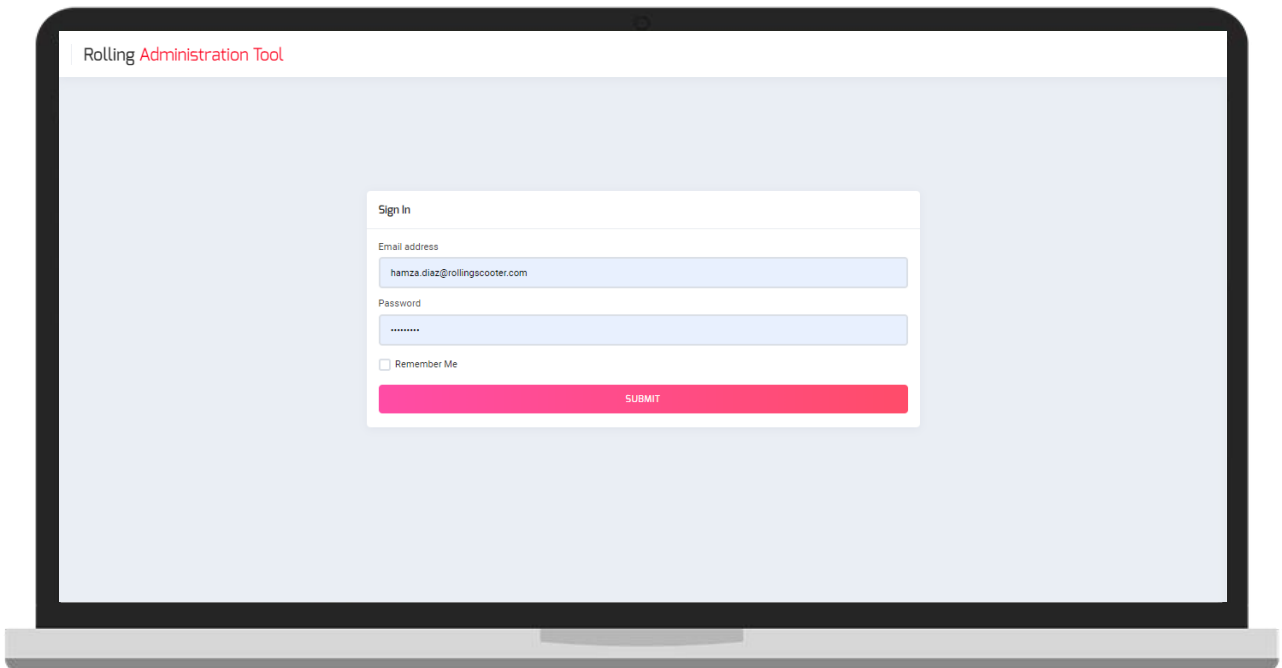 Rolling Administration Tool
Sign In
Email address
hamza.diaz@rollingscooter.com
Password
•••••••••
Remember Me
SUBMIT